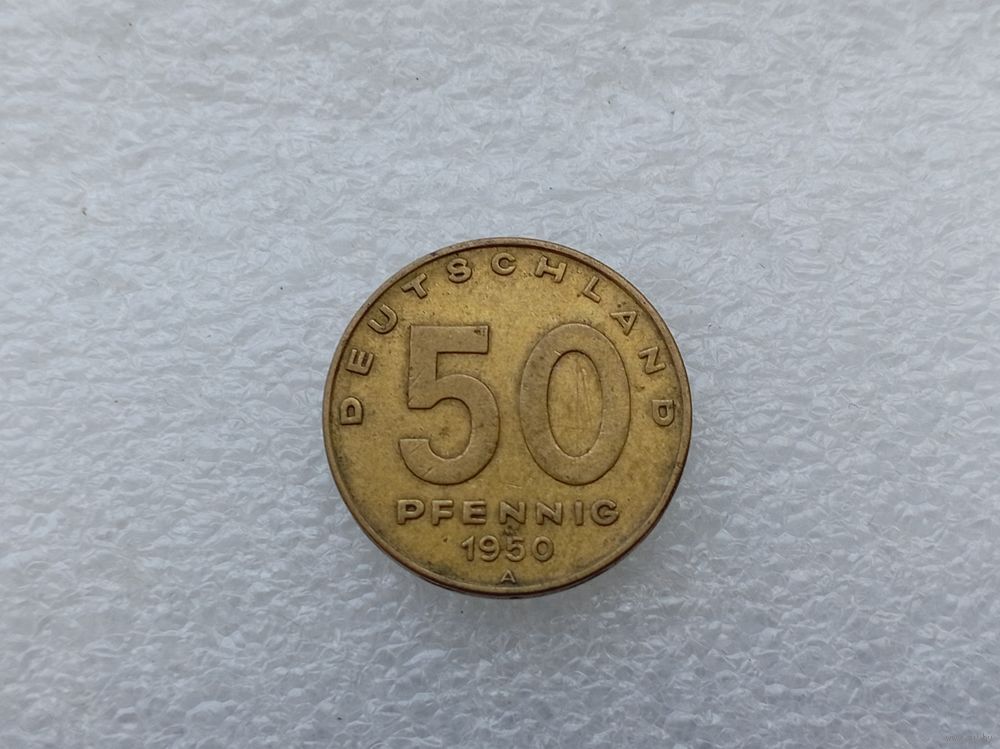 DEUTSCHLAND
50
PFENNIG
1950
A